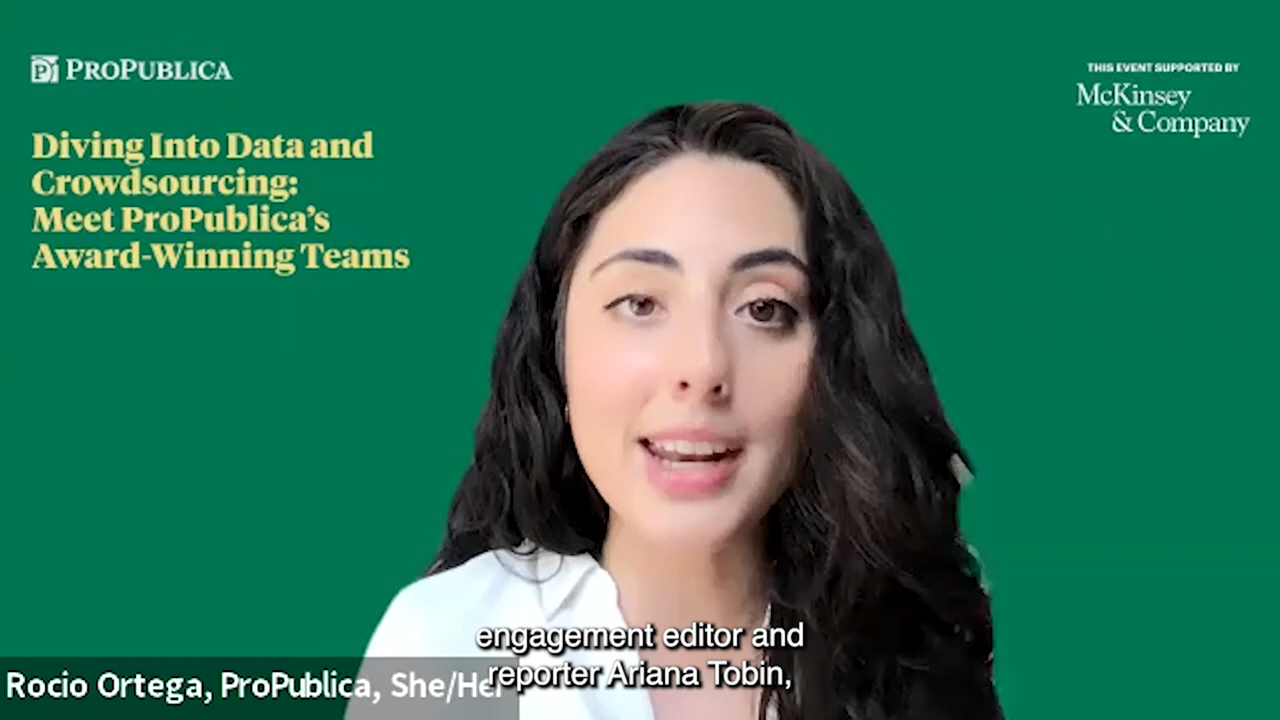 PROPUBLICA
THIS EVENT SUPPORTED BY
McKinsey
& Company
Diving Into Data and
Crowdsourcing:
Meet ProPublica’s
Award-Winning Teams
engagement editor and
reporter Ariana Tobin,
Rocio Ortega, ProPublica, She/Her